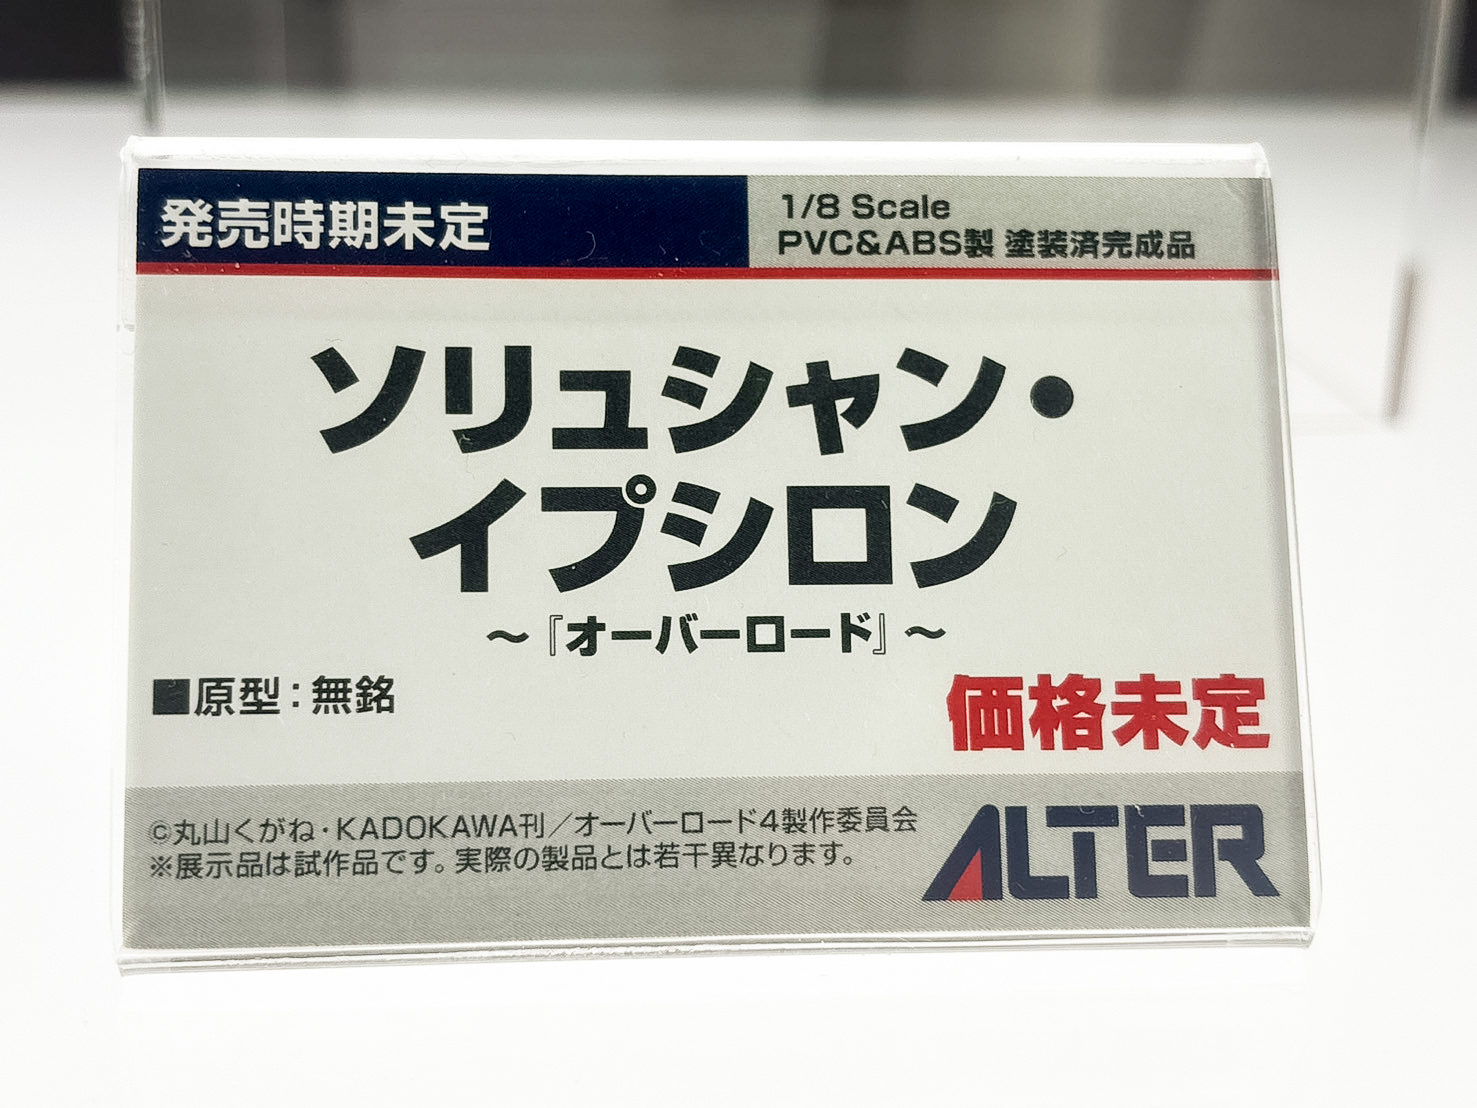 発売時期未定
1/8 Scale
PVC&ABS製 塗装済完成品
ソリュシャン・
イプシロン
～『オーバーロード』～
■原型：無銘
価格未定
©丸山くがね・KADOKAWA刊／オーバーロード4製作委員会
※展示品は試作品です。実際の製品とは若干異なります。
ALTER